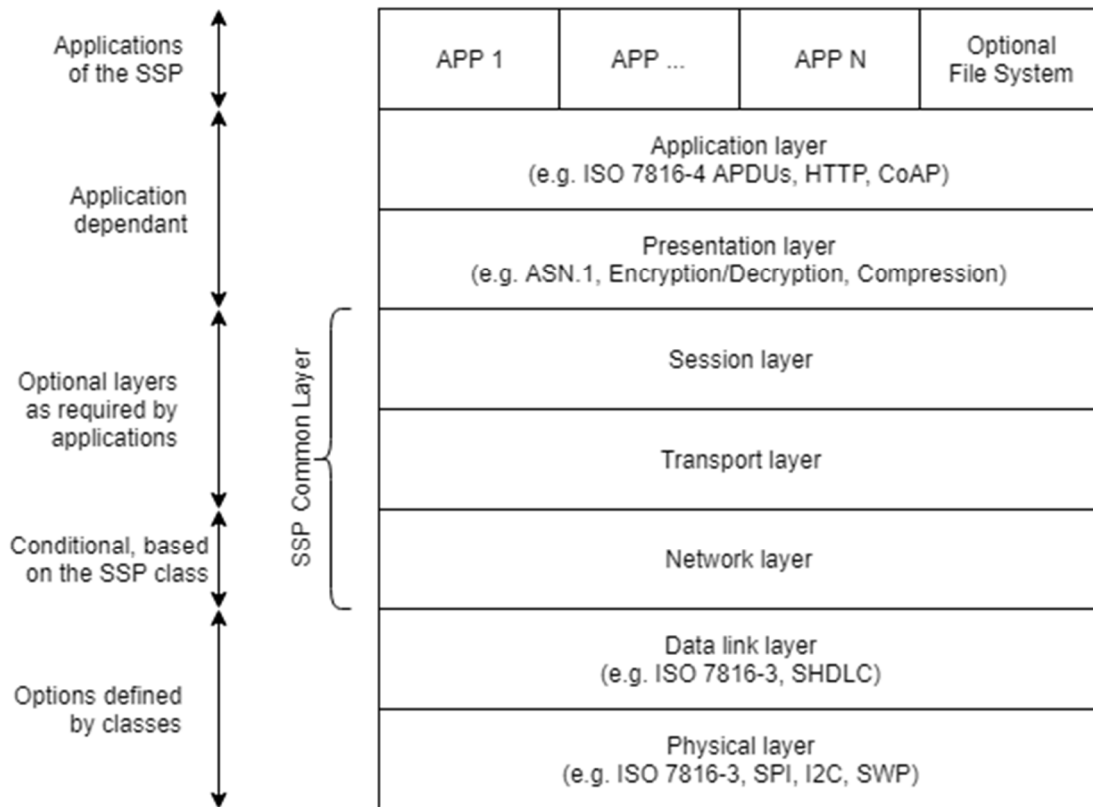 Applications
of the SSP
APP 1
APP ...
APP N
Optional
File System
Application
dependant
Application layer
(e.g. ISO 7816-4 APDUs, HTTP, CoAP)
Presentation layer
(e.g. ASN.1, Encryption/Decryption, Compression)
Optional layers
as required by
applications
SSP Common Layer
Session layer
Transport layer
Conditional, based
on the SSP class
Network layer
Options defined
by classes
Data link layer
(e.g. ISO 7816-3, SHDLC)
Physical layer
(e.g. ISO 7816-3, SPI, I2C, SWP)